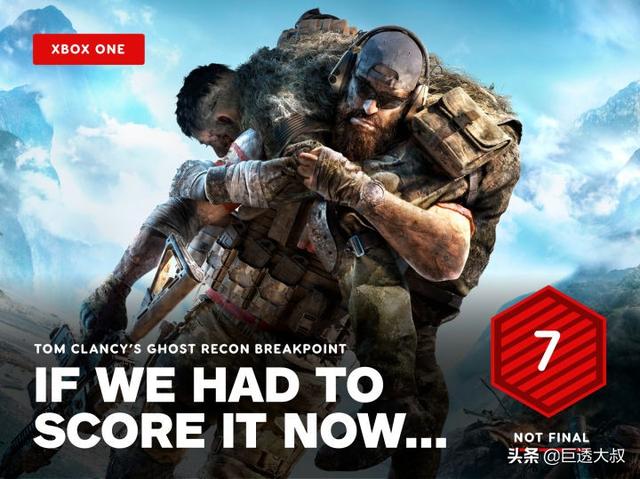 XBOX ONE
TOM CLANCY'S GHOST RECON BREAKPOINT
IF WE HAD TO
SCORE IT NOW...
7
NOT FINAL
头条 @巨透大叔